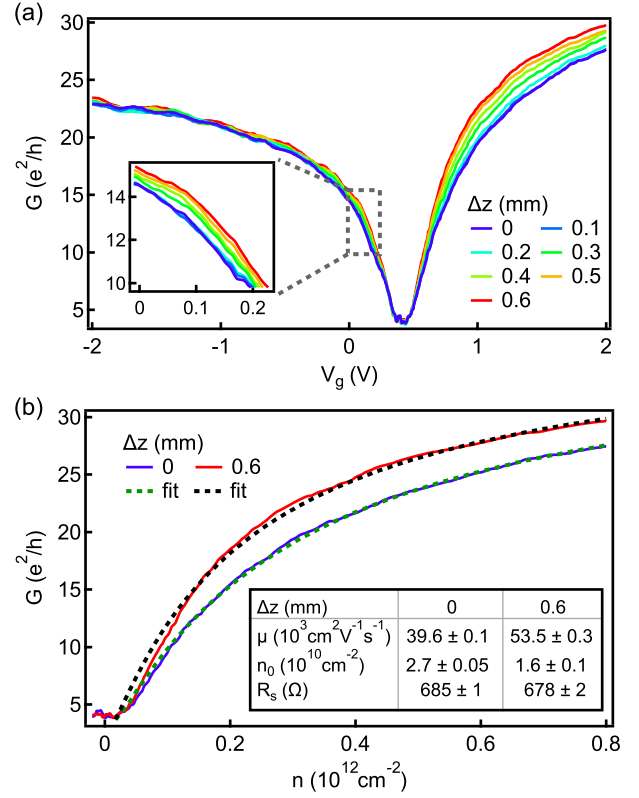 (a)
30
25
20
15
10
5
G (e²/h)
14
12
10
0.0
0.1
0.2
Δz (mm)
0 0.1
0.2 0.3
0.4 0.5
0.6
-2 -1 0 1 2
Vg (V)
(b)
30
25
20
15
10
5
G (e²/h)
Δz (mm)
0 0.6
fit fit
Δz (mm) 0 0.6
μ (10³cm²V⁻¹s⁻¹) 39.6 ± 0.1 53.5 ± 0.3
n₀ (10¹⁰cm⁻²) 2.7 ± 0.05 1.6 ± 0.1
Rₛ (Ω) 685 ± 1 678 ± 2
0 0.2 0.4 0.6 0.8
n (10¹²cm⁻²)